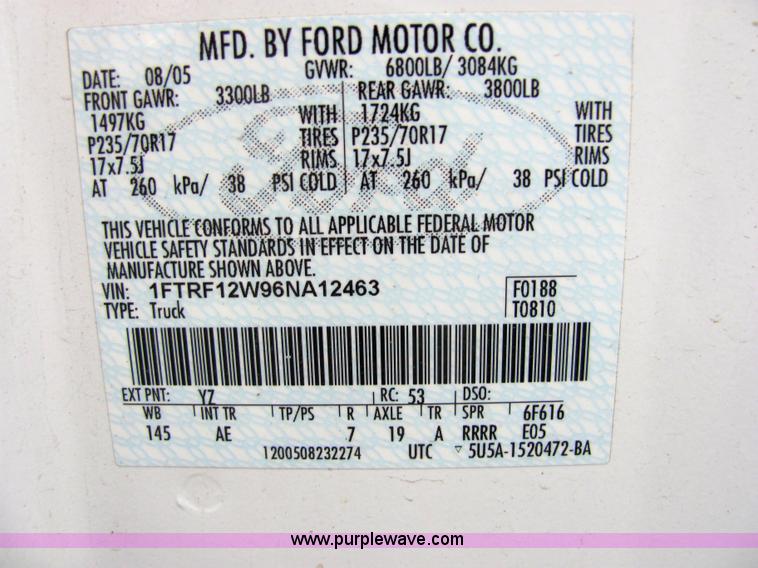 MFD. BY FORD MOTOR CO.
DATE: 08/05 GVWR: 6800LB/ 3084KG
FRONT GAWR: 3300LB REAR GAWR: 3800LB
1497KG WITH 1724KG WITH
P235/70R17 TIRES P235/70R17 TIRES
17x7.5J RIMS 17x7.5J RIMS
AT 260 kPa/ 38 PSI COLD AT 260 kPa/ 38 PSI COLD
Ford
THIS VEHICLE CONFORMS TO ALL APPLICABLE FEDERAL MOTOR
VEHICLE SAFETY STANDARDS IN EFFECT ON THE DATE OF
MANUFACTURE SHOWN ABOVE.
VIN: 1FTRF12W96NA12463 F0188
TYPE: Truck T0810
EXT PNT: YZ RC: 53 DSO:
WB INT TR TP/PS R AXLE TR SPR 6F616
145 AE 7 19 A RRRR E05
1200508232274 UTC 5U5A-1520472-BA
www.purplewave.com